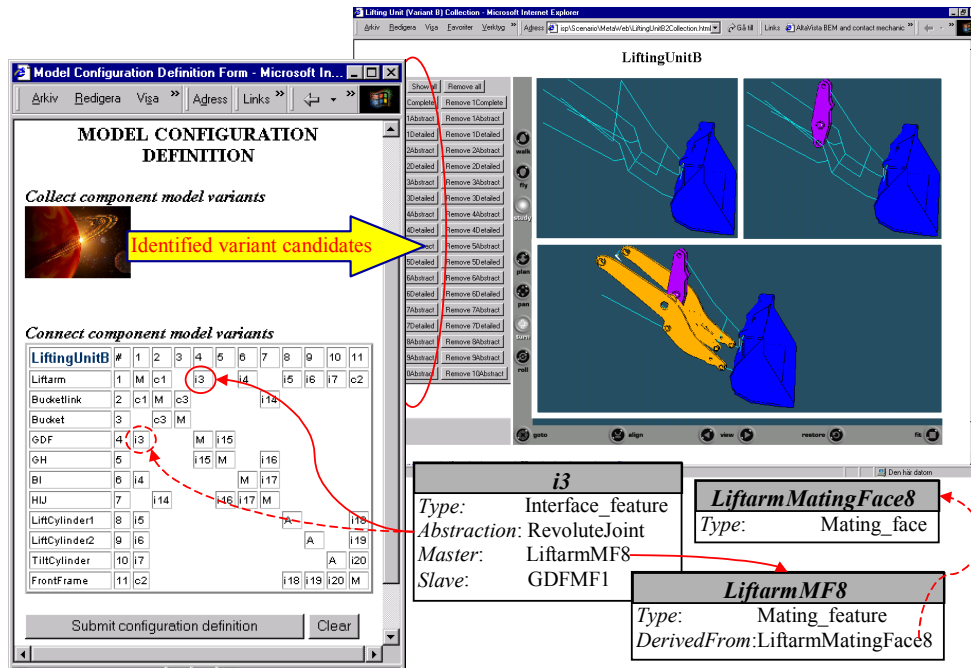 Lifting Unit (Variant B) Collection - Microsoft Internet Explorer
Arkiv Redigera Visa Favoriter Verktyg » Adress isp\Scenario\MetaWeb\LiftingUnitB2Collection.html Gå till Links » AltaVista BEM and contact mechanic »
LiftingUnitB
Show all Remove all
Complete Remove 1Complete
1Abstract Remove 1Abstract
1Detailed Remove 1Detailed
2Abstract Remove 2Abstract
2Detailed Remove 2Detailed
3Abstract Remove 3Abstract
3Detailed Remove 3Detailed
4Abstract Remove 4Abstract
4Detailed Remove 4Detailed
Remove 5Abstract
5Detailed Remove 5Detailed
6Abstract Remove 6Abstract
6Detailed Remove 6Detailed
7Abstract Remove 7Abstract
7Detailed Remove 7Detailed
8Abstract Remove 8Abstract
9Abstract Remove 9Abstract
0Abstract Remove 10Abstract
walk
fly
study
plan
pan
turn
roll
goto align view restore fit
Den här datorn
Model Configuration Definition Form - Microsoft In...
Arkiv Redigera Visa » Adress Links » »
MODEL CONFIGURATION
DEFINITION
Collect component model variants
Identified variant candidates
Connect component model variants
LiftingUnitB # 1 2 3 4 5 6 7 8 9 10 11
Liftarm 1 M c1 i3 i4 i5 i6 i7 c2
Bucketlink 2 c1 M c3 i14
Bucket 3 c3 M
GDF 4 i3 M i15
GH 5 i15 M i16
BI 6 i4 M i17
HIJ 7 i14 i16 i17 M
LiftCylinder1 8 i5 A i18
LiftCylinder2 9 i6 A i19
TiltCylinder 10 i7 A i20
FrontFrame 11 c2 i18 i19 i20 M
Submit configuration definition Clear
i3
Type: Interface_feature
Abstraction: RevoluteJoint
Master: LiftarmMF8
Slave: GDFMF1
LiftarmMatingFace8
Type: Mating_face
LiftarmMF8
Type: Mating_feature
DerivedFrom:LiftarmMatingFace8